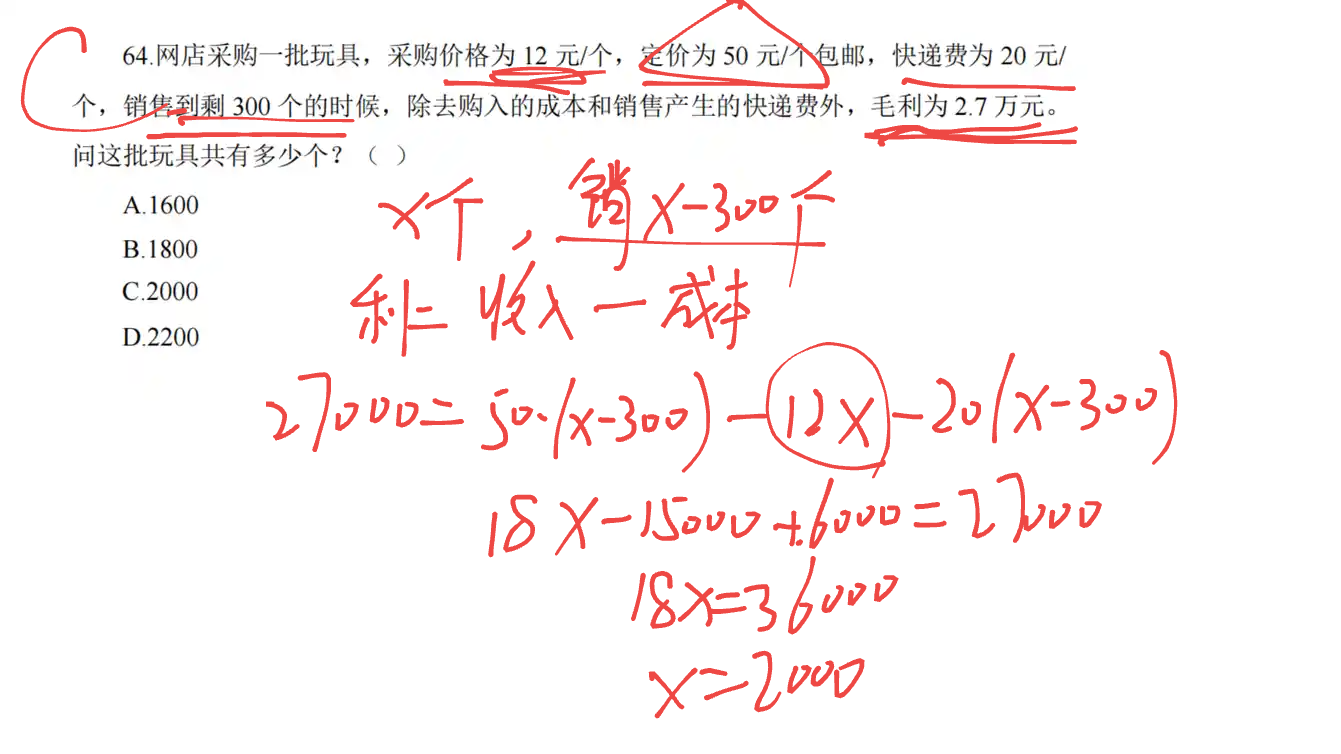 64.网店采购一批玩具，采购价格为 12 元/个，定价为 50 元/个包邮，快递费为 20 元/
个，销售到剩 300 个的时候，除去购入的成本和销售产生的快递费外，毛利为 2.7 万元。
问这批玩具共有多少个？（ ）
A.1600
B.1800
C.2000
D.2200
x个，销x-300个
利=收入-成本
27000=50·(x-300)-12x-20(x-300)
18x-15000+6000=27000
18x=36000
x=2000